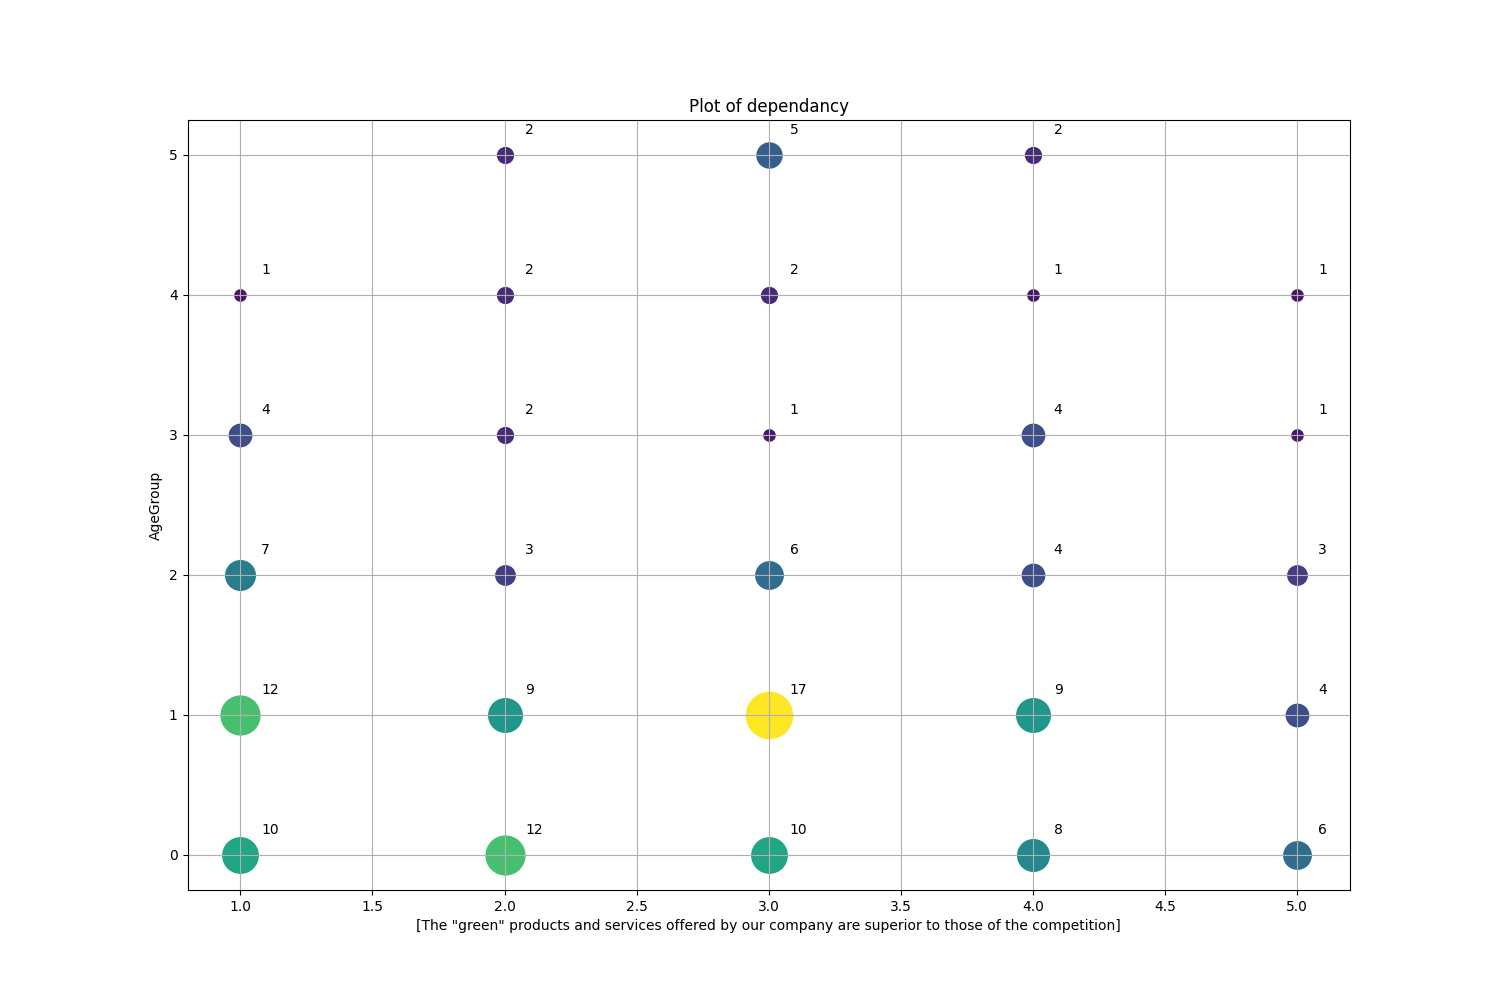 Plot of dependancy
2 5 2
5
1 2 2 1 1
4
4 2 1 4 1
3
AgeGroup
7 3 6 4 3
2
12 9 17 9 4
1
10 12 10 8 6
0
1.0 1.5 2.0 2.5 3.0 3.5 4.0 4.5 5.0
[The "green" products and services offered by our company are superior to those of the competition]